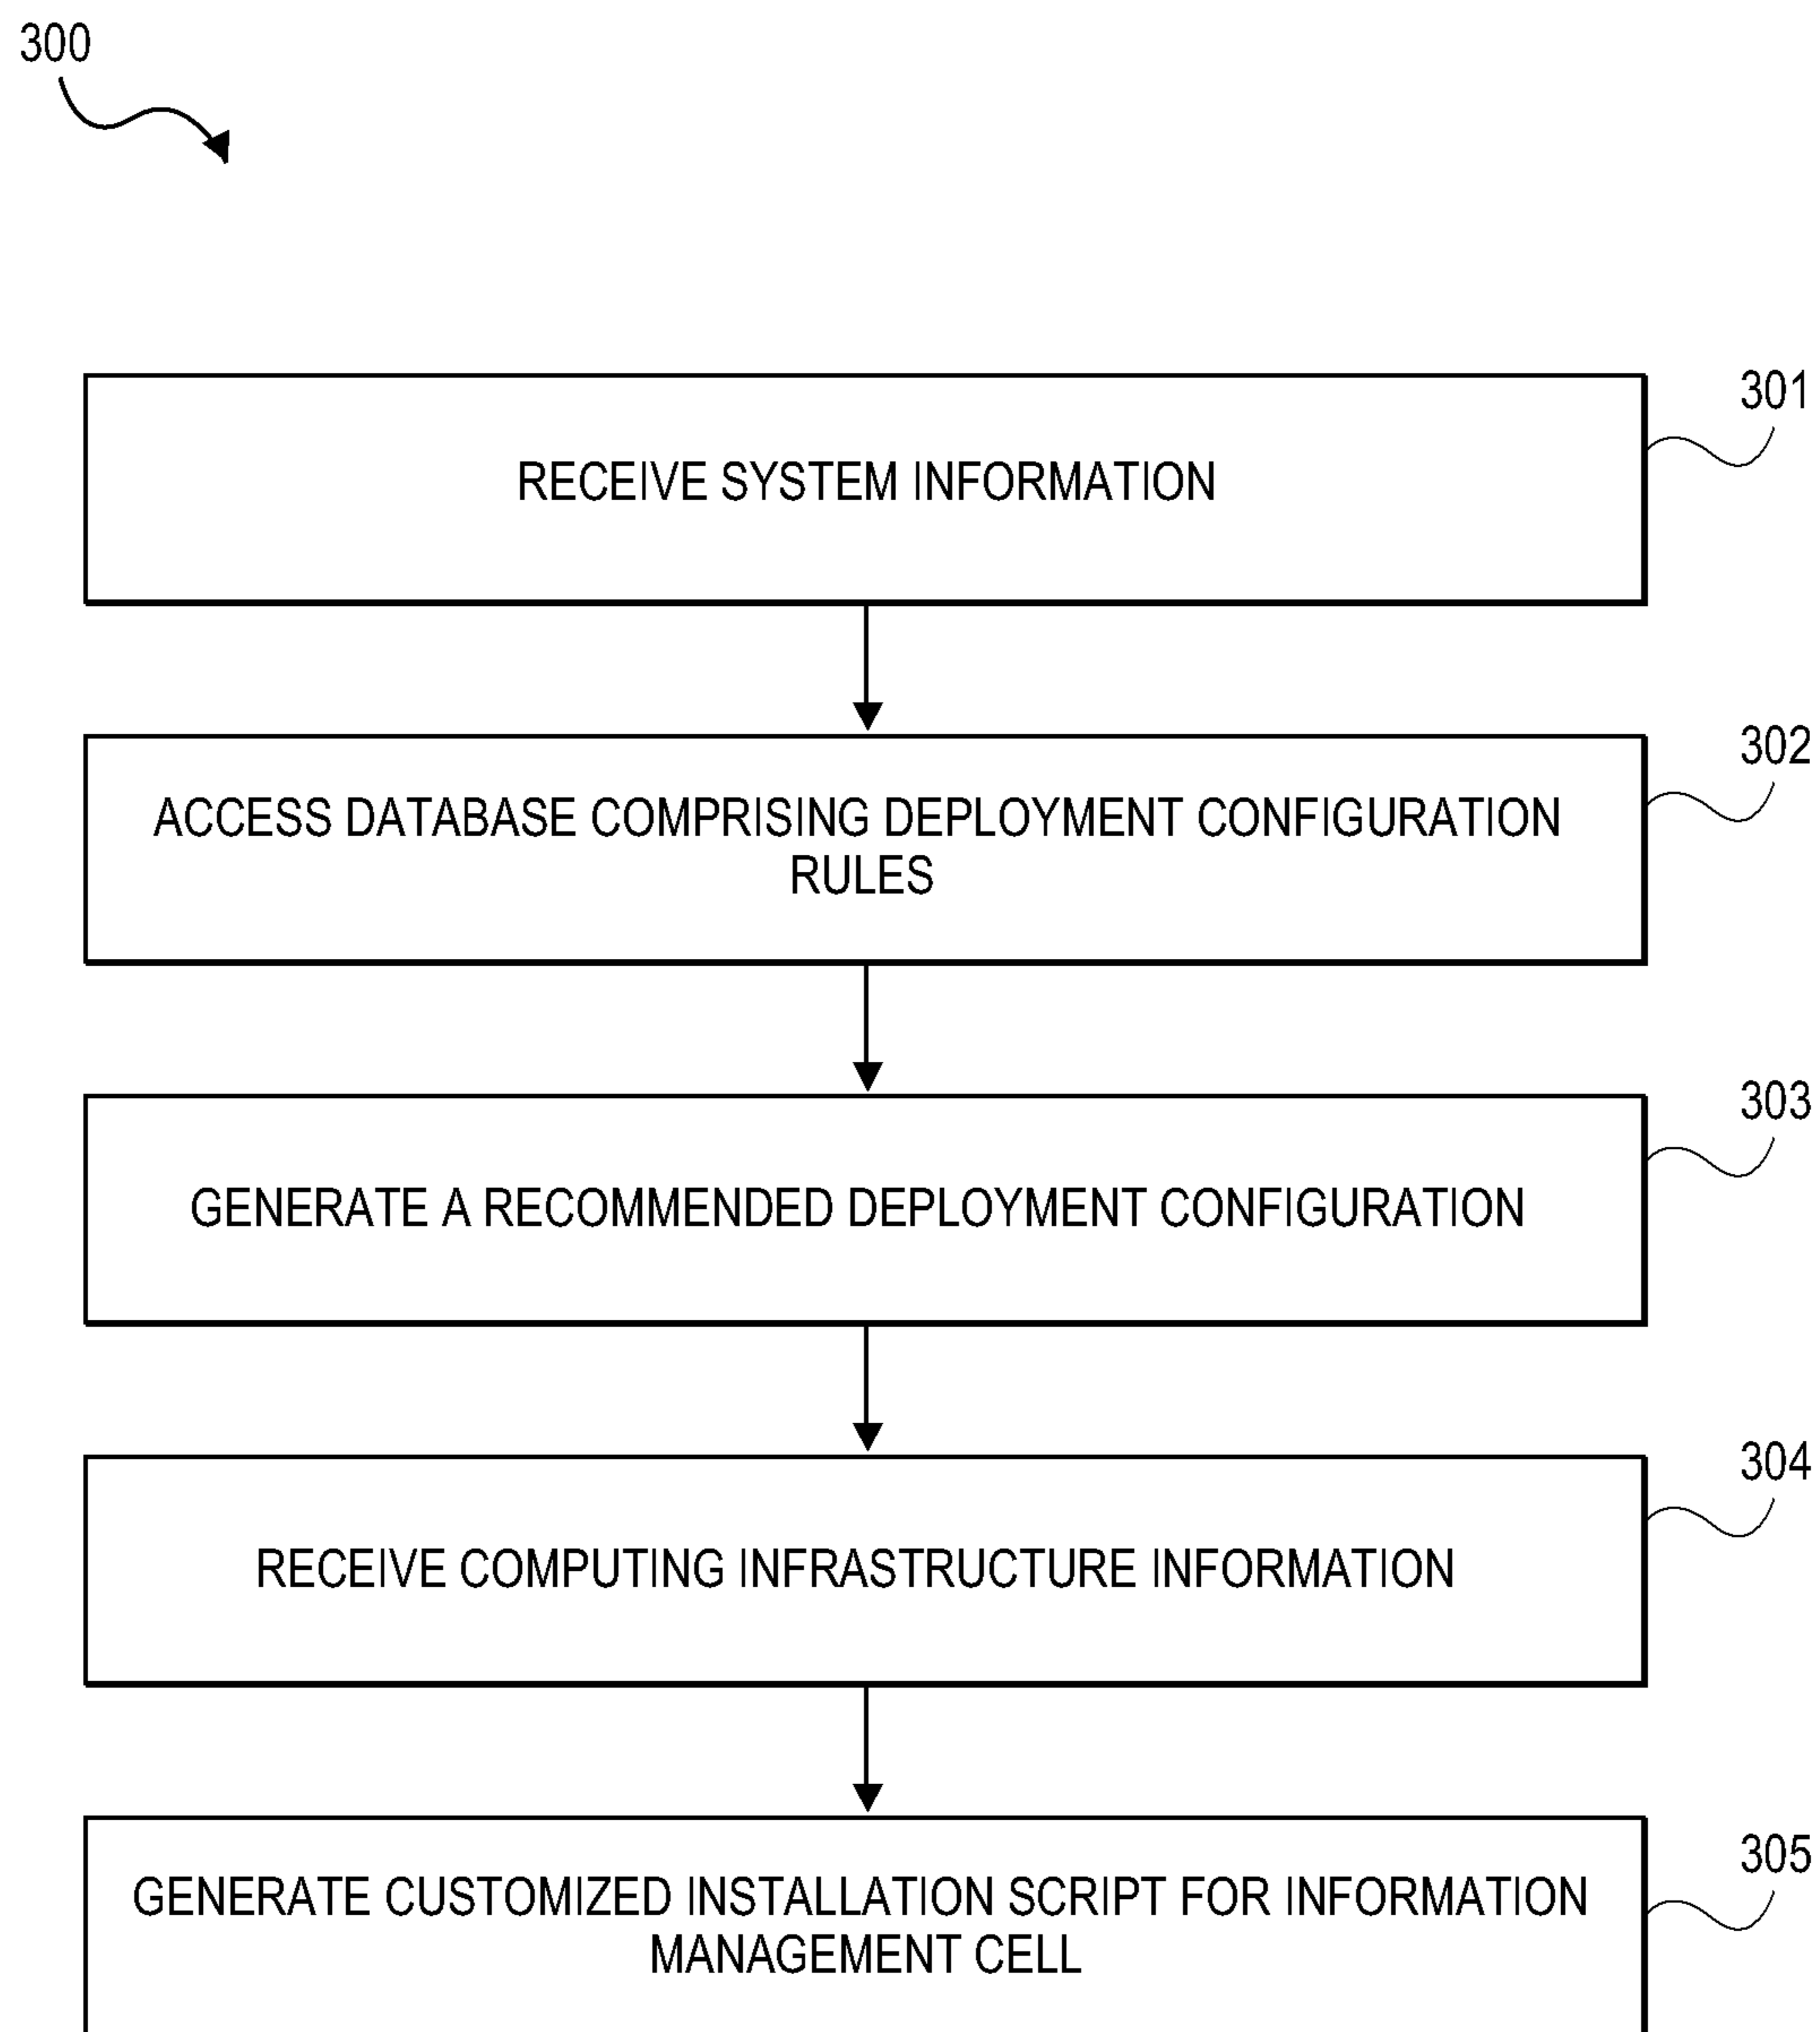 300
301
RECEIVE SYSTEM INFORMATION
302
ACCESS DATABASE COMPRISING DEPLOYMENT CONFIGURATION
RULES
303
GENERATE A RECOMMENDED DEPLOYMENT CONFIGURATION
304
RECEIVE COMPUTING INFRASTRUCTURE INFORMATION
305
GENERATE CUSTOMIZED INSTALLATION SCRIPT FOR INFORMATION
MANAGEMENT CELL